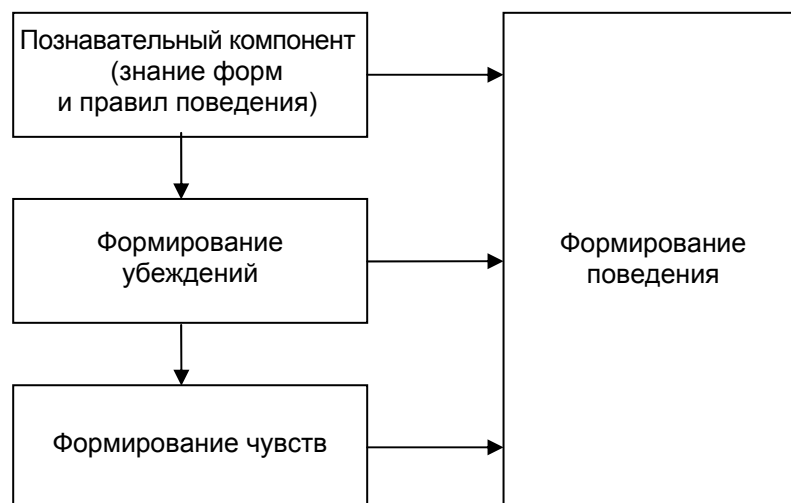 Познавательный компонент
(знание форм
и правил поведения)
Формирование
убеждений
Формирование чувств
Формирование
поведения